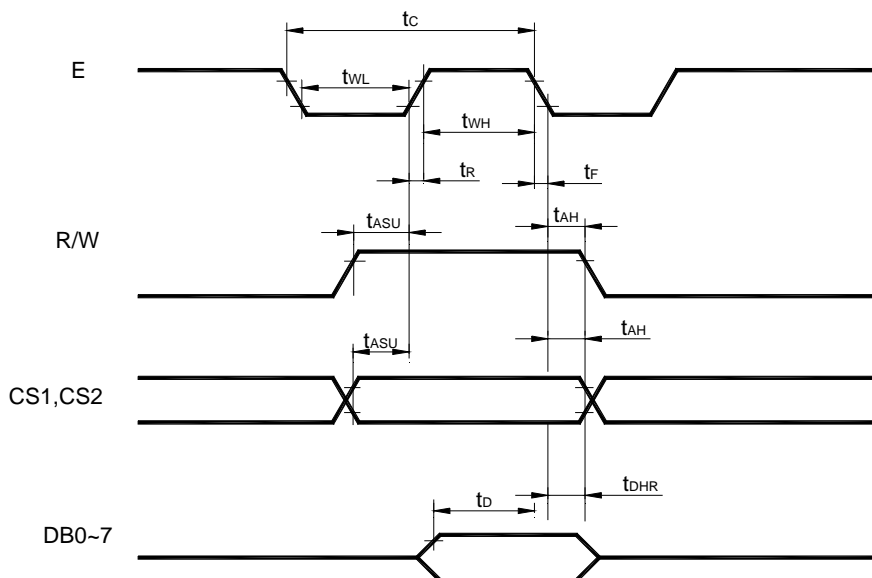 tC
E
tWL
tWH
tR
tF
tASU
tAH
R/W
tASU
tAH
CS1,CS2
tD
tDHR
DB0~7